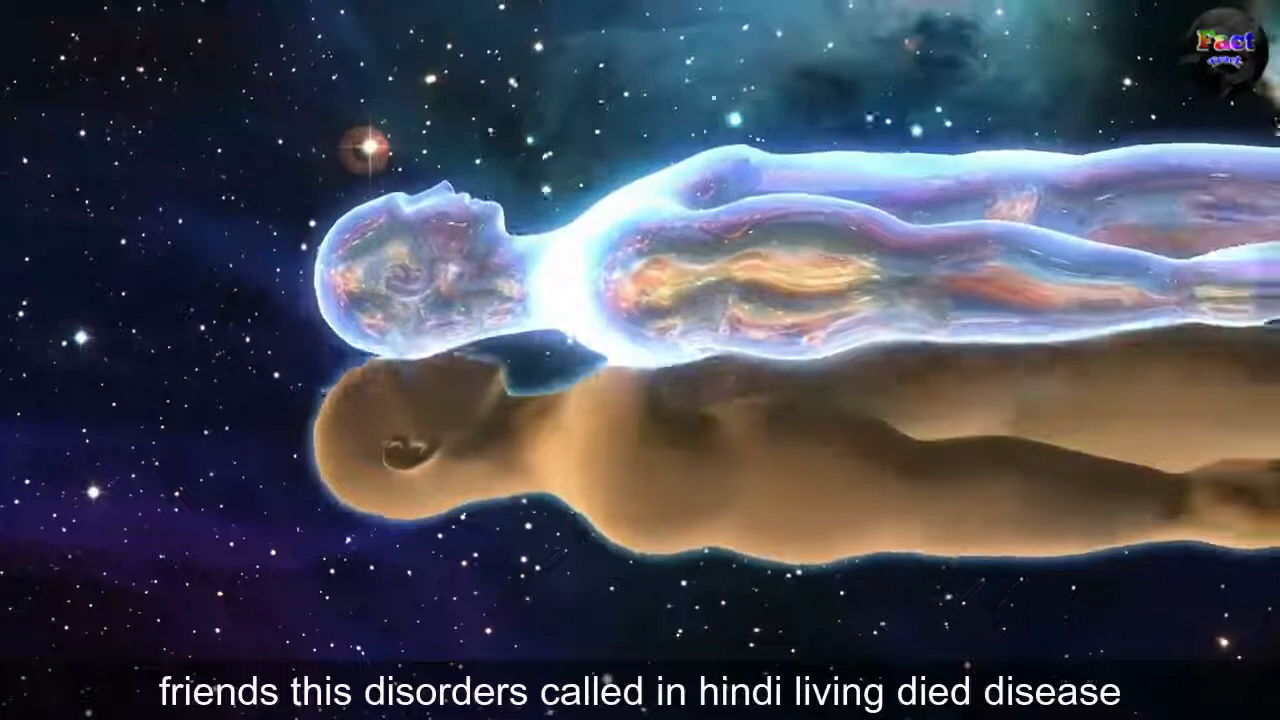 Fact
friends this disorders called in hindi living died disease